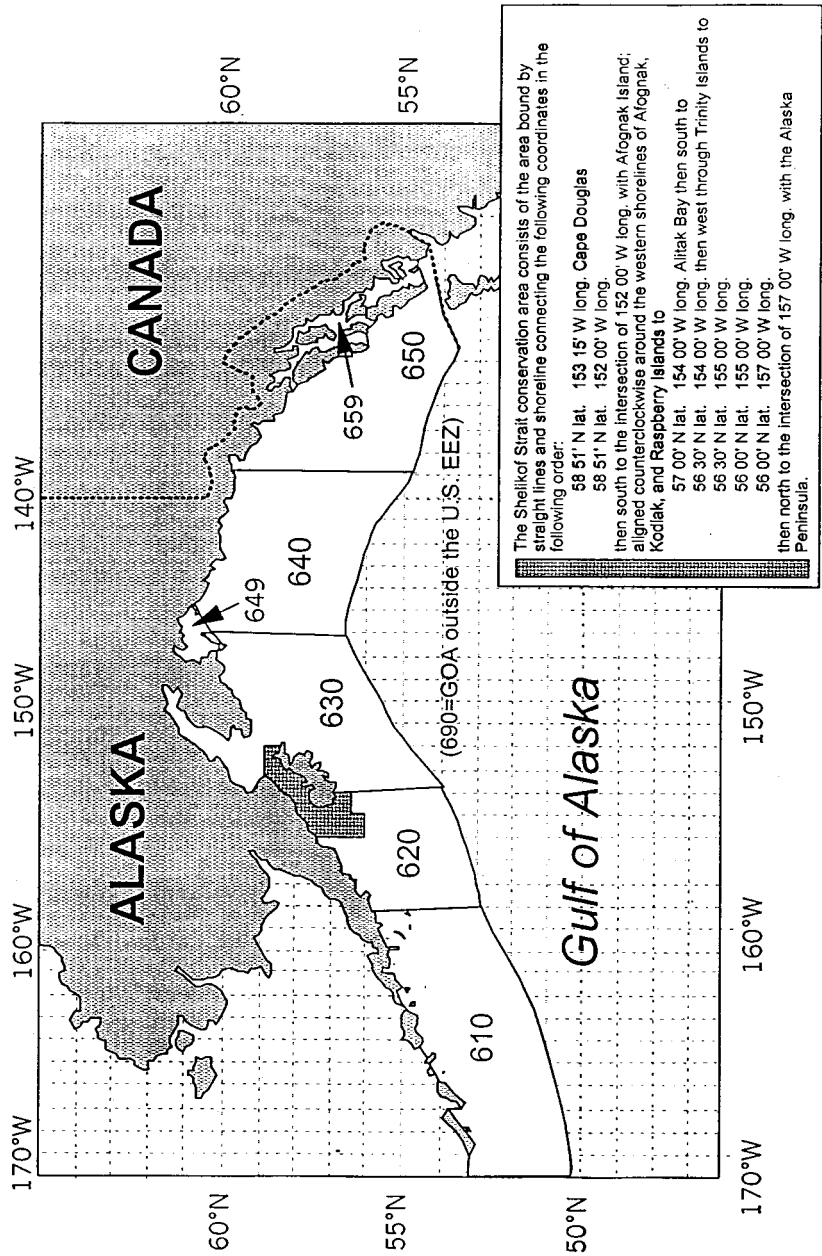 170°W
160°W
150°W
140°W
ALASKA
CANADA
60°N
60°N
55°N
55°N
50°N
649
659
640
650
630
620
610
(690=GOA outside the U.S. EEZ)
Gulf of Alaska
170°W
160°W
150°W
The Shelikof Strait conservation area consists of the area bound by
straight lines and shoreline connecting the following coordinates in the
following order:
58 51' N lat. 153 15' W long. Cape Douglas
58 51' N lat. 152 00' W long.
then south to the intersection of 152 00' W long. with Afognak Island;
aligned counterclockwise around the western shorelines of Afognak,
Kodiak, and Raspberry Islands to
57 00' N lat. 154 00' W long. Alitak Bay then south to
56 30' N lat. 154 00' W long. then west through Trinity Islands to
56 30' N lat. 155 00' W long.
56 00' N lat. 155 00' W long.
56 00' N lat. 157 00' W long.
then north to the intersection of 157 00' W long. with the Alaska
Peninsula.